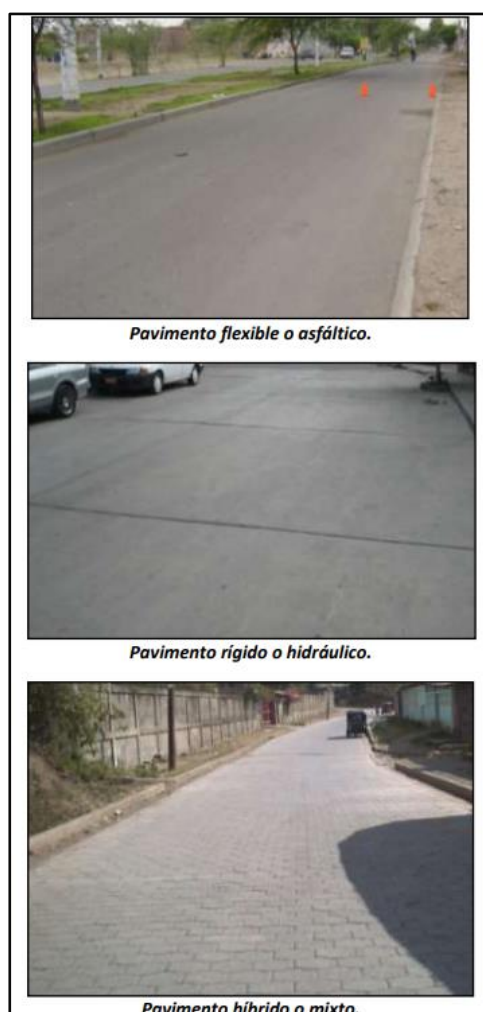 Pavimento flexible o asfáltico.
Pavimento rígido o hidráulico.
Pavimento híbrido o mixto.